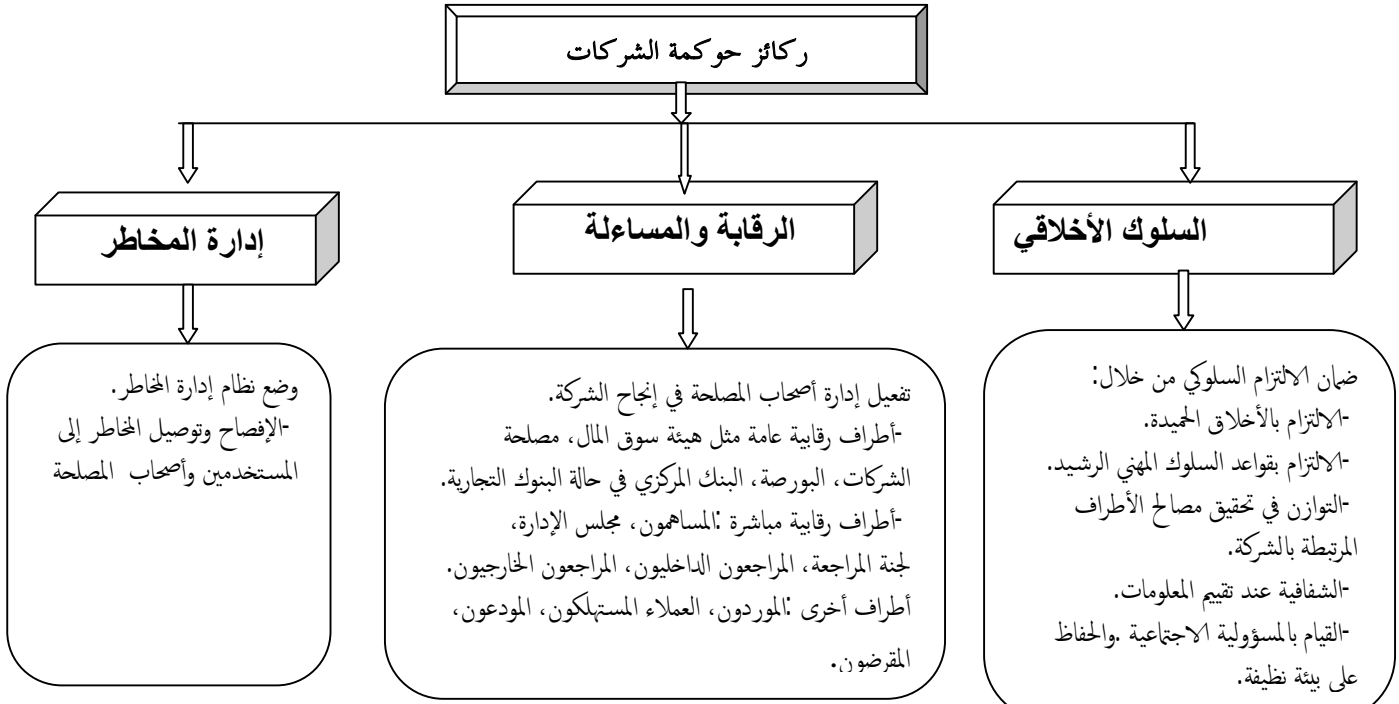 ركائز حوكمة الشركات
السلوك الأخلاقي
ضمان الالتزام السلوكي من خلال:
-الالتزام بالأخلاق الحميدة.
-الالتزام بقواعد السلوك المهني الرشيد.
-التوازن في تحقيق مصالح الأطراف
المرتبطة بالشركة.
-الشفافية عند تقييم المعلومات.
-القيام بالمسؤولية الاجتماعية .والحفاظ
على بيئة نظيفة.
الرقابة والمساءلة
تفعيل إدارة أصحاب المصلحة في إنجاح الشركة.
-أطراف رقابية عامة مثل هيئة سوق المال، مصلحة
الشركات، البورصة، البنك المركزي في حالة البنوك التجارية.
-أطراف رقابية مباشرة :المساهمون، مجلس الإدارة،
لجنة المراجعة، المراجعون الداخليون، المراجعون الخارجيون.
أطراف أخرى :الموردون، العملاء المستهلكون، المودعون،
المقرضون.
إدارة المخاطر
وضع نظام إدارة المخاطر.
-الإفصاح وتوصيل المخاطر إلى
المستخدمين وأصحاب المصلحة